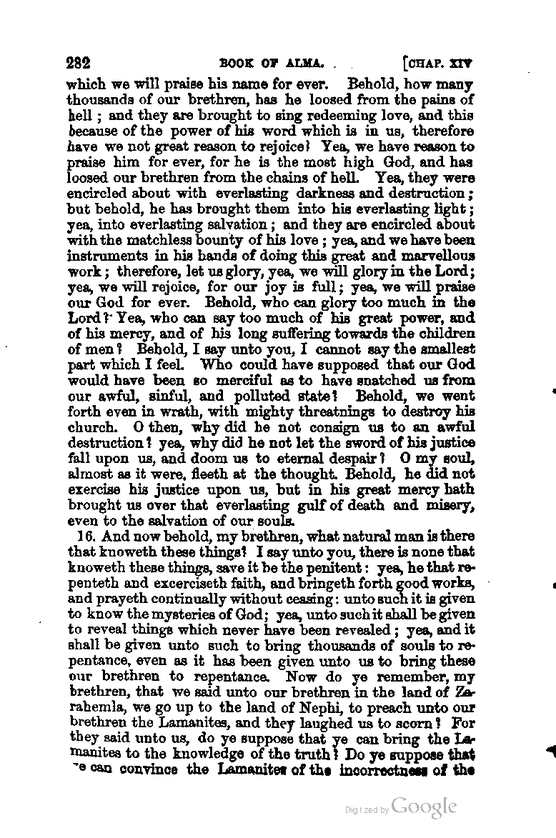 282 BOOK OF ALMA. [CHAP. XIV
which we will praise his name for ever. Behold, how many
thousands of our brethren, has he loosed from the pains of
hell ; and they are brought to sing redeeming love, and this
because of the power of his word which is in us, therefore
have we not great reason to rejoice? Yea, we have reason to
praise him for ever, for he is the most high God, and has
loosed our brethren from the chains of hell. Yea, they were
encircled about with everlasting darkness and destruction ;
but behold, he has brought them into his everlasting light ;
yea, into everlasting salvation ; and they are encircled about
with the matchless bounty of his love ; yea, and we have been
instruments in his hands of doing this great and marvellous
work ; therefore, let us glory, yea, we will glory in the Lord;
yea, we will rejoice, for our joy is full; yea, we will praise
our God for ever. Behold, who can glory too much in the
Lord? Yea, who can say too much of his great power, and
of his mercy, and of his long suffering towards the children
of men? Behold, I say unto you, I cannot say the smallest
part which I feel. Who could have supposed that our God
would have been so merciful as to have snatched us from
our awful, sinful, and polluted state? Behold, we went
forth even in wrath, with mighty threatnings to destroy his
church. O then, why did he not consign us to an awful
destruction? yea, why did he not let the sword of his justice
fall upon us, and doom us to eternal despair? O my soul,
almost as it were, fleeth at the thought. Behold, he did not
exercise his justice upon us, but in his great mercy hath
brought us over that everlasting gulf of death and misery,
even to the salvation of our souls.
16. And now behold, my brethren, what natural man is there
that knoweth these things? I say unto you, there is none that
knoweth these things, save it be the penitent : yea, he that re-
penteth and excerciseth faith, and bringeth forth good works,
and prayeth continually without ceasing : unto such it is given
to know the mysteries of God; yea, unto such it shall be given
to reveal things which never have been revealed ; yea, and it
shall be given unto such to bring thousands of souls to re-
pentance, even as it has been given unto us to bring these
our brethren to repentance. Now do ye remember, my
brethren, that we said unto our brethren in the land of Za-
rahemla, we go up to the land of Nephi, to preach unto our
brethren the Lamanites, and they laughed us to scorn? For
they said unto us, do ye suppose that ye can bring the La-
manites to the knowledge of the truth? Do ye suppose that
e can convince the Lamanites of the incorrectness of the
Digitized by Google